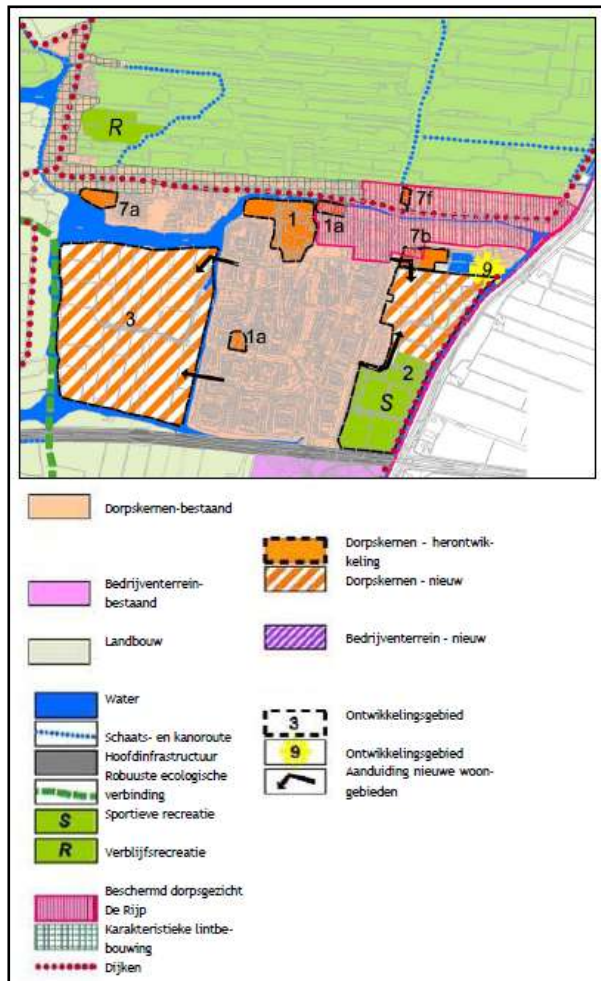 R
7a
1
1a
7f
7b
9
3
1a
2
S
Dorpskernen-bestaand
Dorpskernen - herontwik-
keling
Dorpskernen - nieuw
Bedrijventerrein-
bestaand
Bedrijventerrein - nieuw
Landbouw
Water
Schaats- en kanoroute
Hoofdinfrastructuur
Robuuste ecologische
verbinding
S
Sportieve recreatie
R
Verblijfsrecreatie
3
Ontwikkelingsgebied
9
Ontwikkelingsgebied
Aanduiding nieuwe woon-
gebieden
Beschermd dorpsgezicht
De Rijp
Karakteristieke lintbe-
bouwing
Dijken